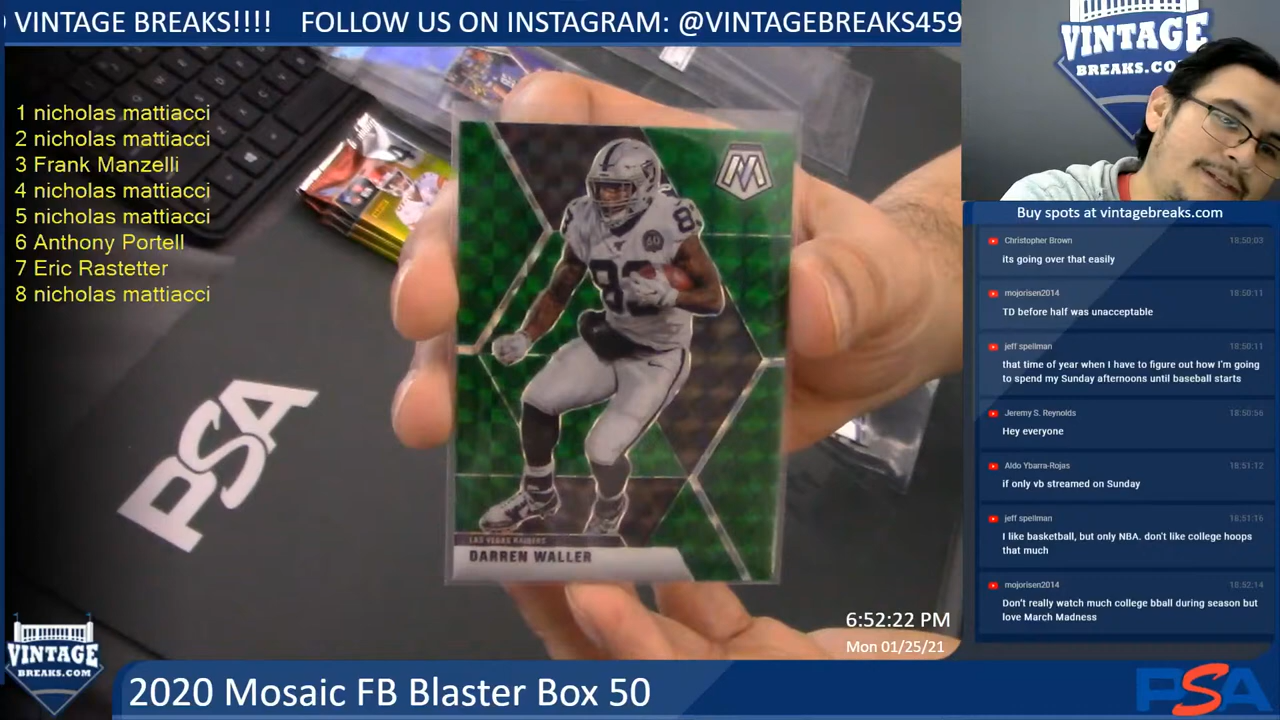 VINTAGE BREAKS!!!! FOLLOW US ON INSTAGRAM: @VINTAGEBREAKS459
1 nicholas mattiacci
2 nicholas mattiacci
3 Frank Manzelli
4 nicholas mattiacci
5 nicholas mattiacci
6 Anthony Portell
7 Eric Rastetter
8 nicholas mattiacci
PSA
M
83
60
83
LAS VEGAS RAIDERS
DARREN WALLER
VINTAGE
BREAKS.CO
Buy spots at vintagebreaks.com
Christopher Brown 18:50:03
its going over that easily
mojorisen2014 18:50:11
TD before half was unacceptable
jeff spellman 18:50:11
that time of year when I have to figure out how I'm going
to spend my Sunday afternoons until baseball starts
Jeremy S. Reynolds 18:50:56
Hey everyone
Aldo Ybarra-Rojas 18:51:12
if only vb streamed on Sunday
jeff spellman 18:51:16
I like basketball, but only NBA. don't like college hoops
that much
mojorisen2014 18:52:14
Don't really watch much college bball during season but
love March Madness
6:52:22 PM
Mon 01/25/21
VINTAGE
BREAKS.COM
2020 Mosaic FB Blaster Box 50
PSA